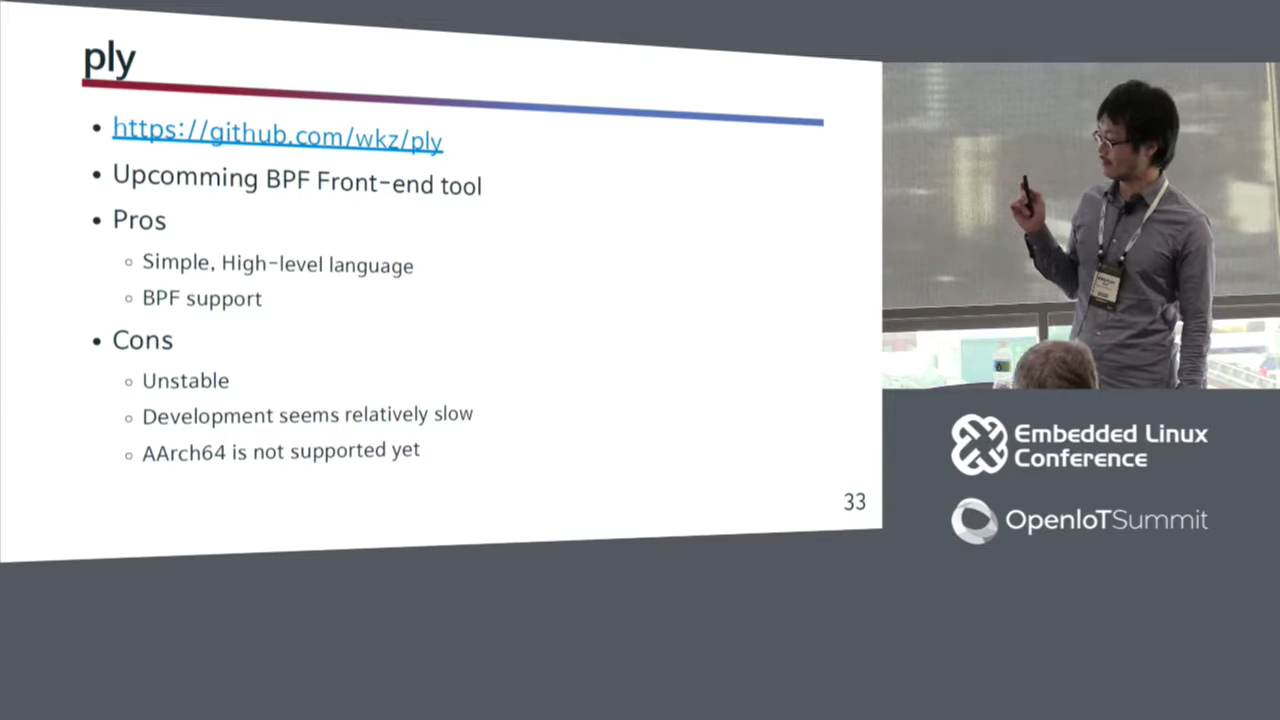 ply
https://github.com/wkz/ply
Upcomming BPF Front-end tool
Pros
Simple, High-level language
BPF support
Cons
Unstable
Development seems relatively slow
AArch64 is not supported yet
33
Embedded Linux
Conference
OpenIoTSummit